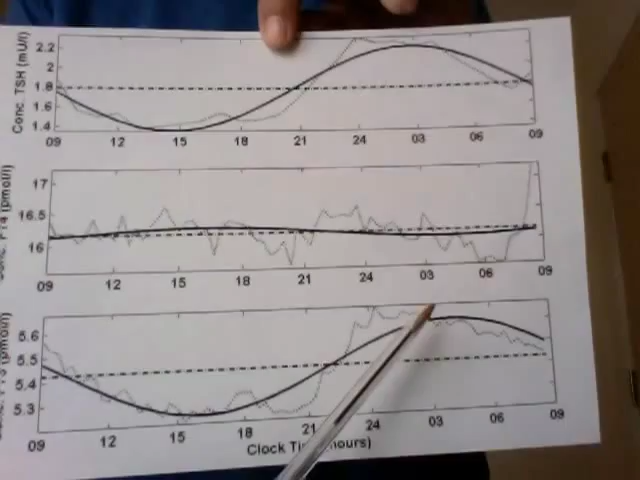 Conc. TSH (mU/l)
2.2
2
1.8
1.6
1.4
09 12 15 18 21 24 03 06 09
(pmol/l)
17
16.5
16
09 12 15 18 21 24 03 06 09
(pmol/l)
5.6
5.5
5.4
5.3
09 12 15 18 21 24 03 06 09
Clock hours)